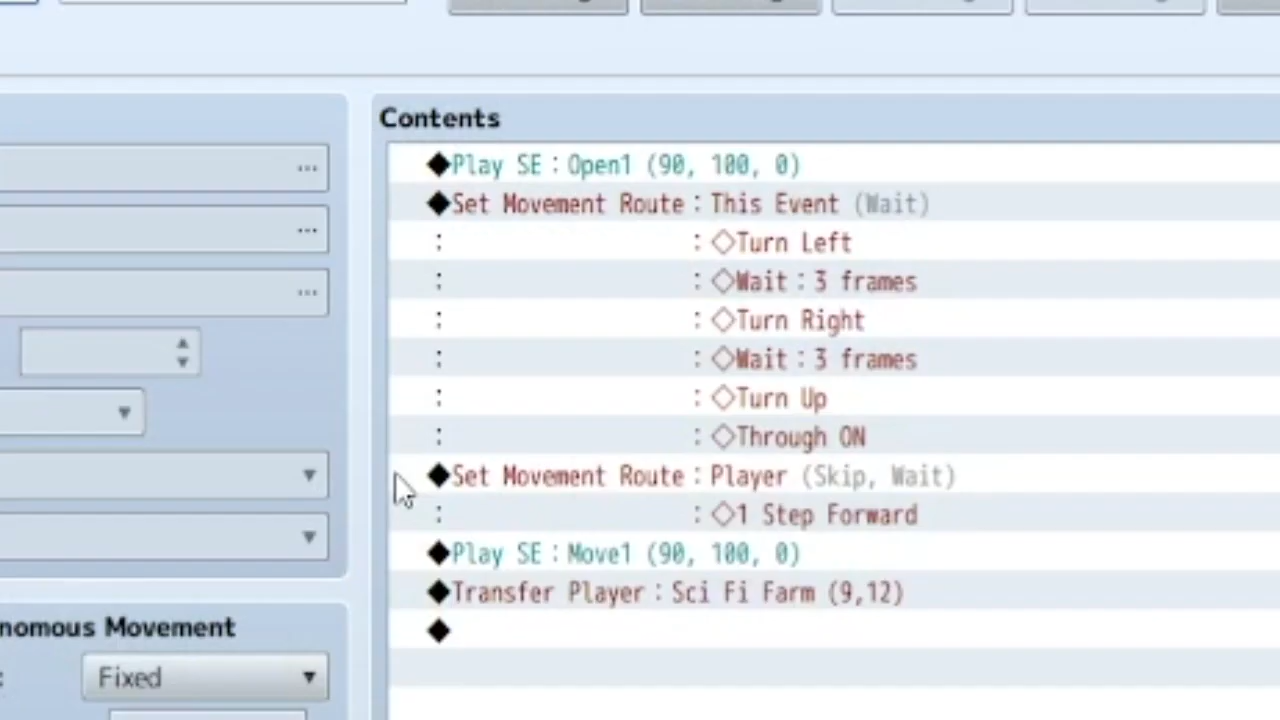 Contents
◆Play SE : Open1 (90, 100, 0)
◆Set Movement Route : This Event (Wait)
: : ◇Turn Left
: : ◇Wait : 3 frames
: : ◇Turn Right
: : ◇Wait : 3 frames
: : ◇Turn Up
: : ◇Through ON
◆Set Movement Route : Player (Skip, Wait)
: : ◇1 Step Forward
◆Play SE : Move1 (90, 100, 0)
◆Transfer Player : Sci Fi Farm (9,12)
◆
...
...
...
nomous Movement
: Fixed